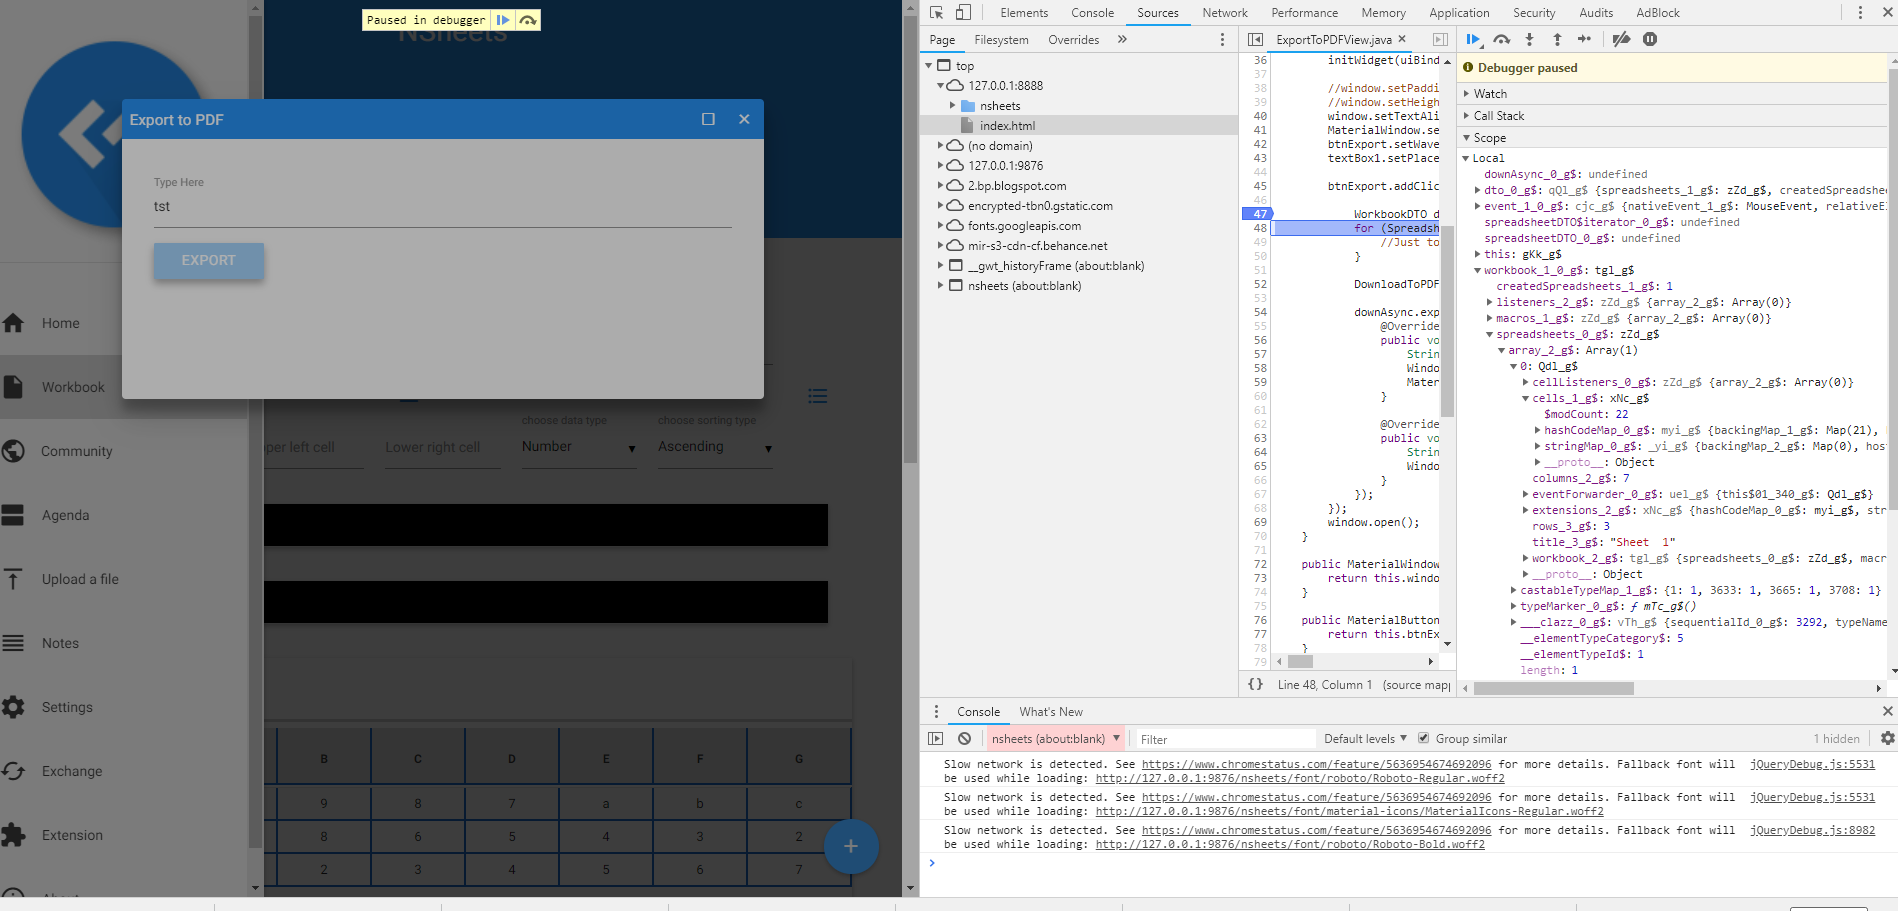 Paused in debugger
NSheets
Export to PDF
Type Here
tst
EXPORT
Home
Workbook
Community
Agenda
Upload a file
Notes
Settings
Exchange
Extension
choose data type
choose sorting type
per left cell
Lower right cell
Number
Ascending
B C D E F G
9 8 7 a b c
8 6 5 4 3 2
2 3 4 5 6 7
+
Elements Console Sources Network Performance Memory Application Security Audits AdBlock
Page Filesystem Overrides »
top
127.0.0.1:8888
nsheets
index.html
(no domain)
127.0.0.1:9876
2.bp.blogspot.com
encrypted-tbn0.gstatic.com
fonts.googleapis.com
mir-s3-cdn-cf.behance.net
__gwt_historyFrame (about:blank)
nsheets (about:blank)
ExportToPDFView.java
36 initWidget(uiBind
37
38 //window.setPaddi
39 //window.setHeigh
40 window.setTextAli
41 MaterialWindow.se
42 btnExport.setWave
43 textBox1.setPlace
44
45 btnExport.addClic
46
47 WorkbookDTO d
48 for (Spreadsh
49 //Just to
50 }
51
52 DownloadToPDF
53
54 downAsync.exp
55 @Override
56 public vo
57 Strin
58 Windo
59 Mater
60 }
61
62 @Override
63 public vo
64 Strin
65 Windo
66 }
67 });
68 });
69 window.open();
70 }
71
72 public MaterialWindow
73 return this.windo
74 }
75
76 public MaterialButton
77 return this.btnEx
78 }
79
{} Line 48, Column 1 (source mapp
Debugger paused
Watch
Call Stack
Scope
Local
downAsync_0_g$: undefined
dto_0_g$: qQl_g$ {spreadsheets_1_g$: zZd_g$, createdSpreadshee
event_1_0_g$: cjc_g$ {nativeEvent_1_g$: MouseEvent, relativeEl
spreadsheetDTO$iterator_0_g$: undefined
spreadsheetDTO_0_g$: undefined
this: gKk_g$
workbook_1_0_g$: tgl_g$
createdSpreadsheets_1_g$: 1
listeners_2_g$: zZd_g$ {array_2_g$: Array(0)}
macros_1_g$: zZd_g$ {array_2_g$: Array(0)}
spreadsheets_0_g$: zZd_g$
array_2_g$: Array(1)
0: Qdl_g$
cellListeners_0_g$: zZd_g$ {array_2_g$: Array(0)}
cells_1_g$: xNc_g$
$modCount: 22
hashCodeMap_0_g$: myi_g$ {backingMap_1_g$: Map(21),
stringMap_0_g$: _yi_g$ {backingMap_2_g$: Map(0), hos
__proto__: Object
columns_2_g$: 7
eventForwarder_0_g$: uel_g$ {this$01_340_g$: Qdl_g$}
extensions_2_g$: xNc_g$ {hashCodeMap_0_g$: myi_g$, str
rows_3_g$: 3
title_3_g$: "Sheet 1"
workbook_2_g$: tgl_g$ {spreadsheets_0_g$: zZd_g$, macr
__proto__: Object
castableTypeMap_1_g$: {1: 1, 3633: 1, 3665: 1, 3708: 1}
typeMarker_0_g$: ƒ mTc_g$()
___clazz_0_g$: vTh_g$ {sequentialId_0_g$: 3292, typeName
__elementTypeCategory$: 5
__elementTypeId$: 1
length: 1
Console What's New
nsheets (about:blank) Filter Default levels Group similar 1 hidden
Slow network is detected. See https://www.chromestatus.com/feature/5636954674692096 for more details. Fallback font will jQueryDebug.js:5531
be used while loading: http://127.0.0.1:9876/nsheets/font/roboto/Roboto-Regular.woff2
Slow network is detected. See https://www.chromestatus.com/feature/5636954674692096 for more details. Fallback font will jQueryDebug.js:5531
be used while loading: http://127.0.0.1:9876/nsheets/font/material-icons/MaterialIcons-Regular.woff2
Slow network is detected. See https://www.chromestatus.com/feature/5636954674692096 for more details. Fallback font will jQueryDebug.js:8982
be used while loading: http://127.0.0.1:9876/nsheets/font/roboto/Roboto-Bold.woff2